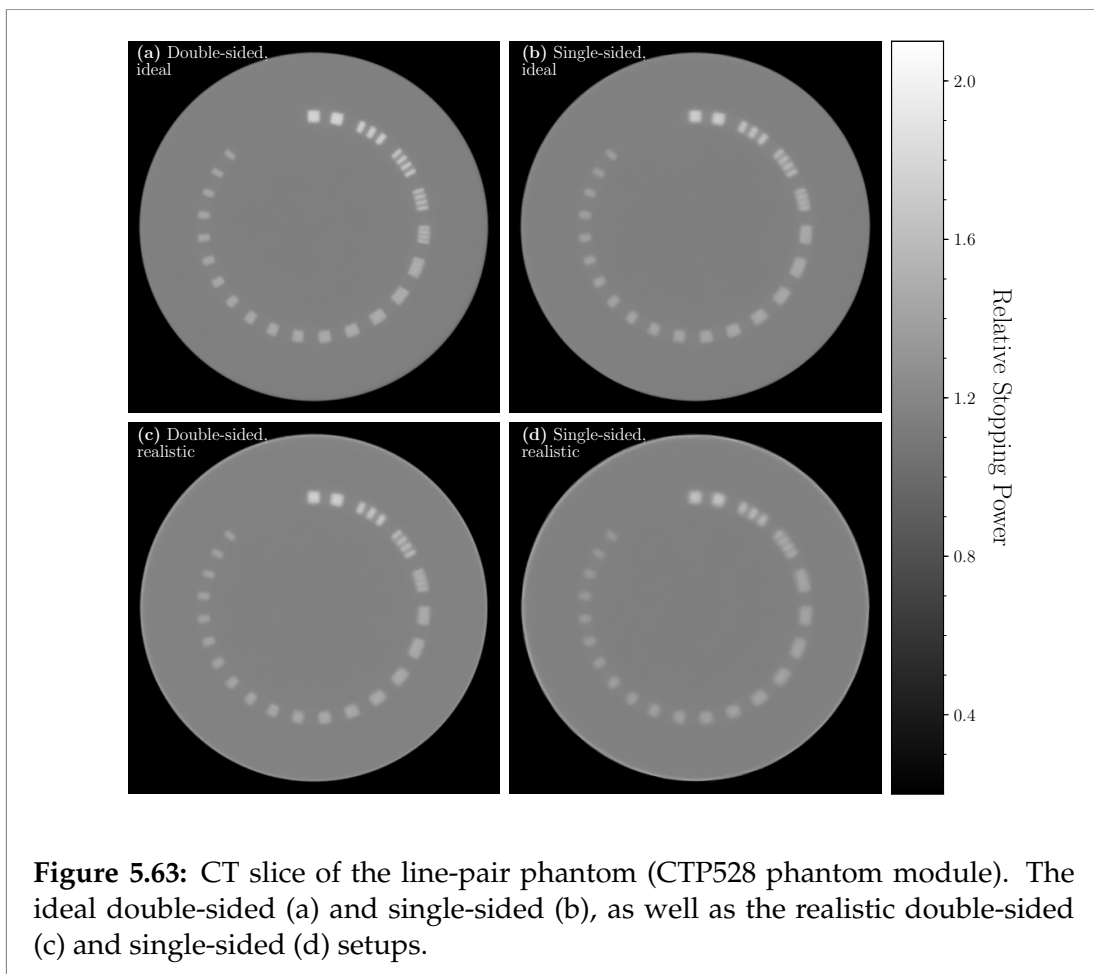 (a) Double-sided,
ideal
(b) Single-sided,
ideal
(c) Double-sided,
realistic
(d) Single-sided,
realistic
2.0
1.6
1.2
0.8
0.4
Relative Stopping Power
Figure 5.63: CT slice of the line-pair phantom (CTP528 phantom module). The
ideal double-sided (a) and single-sided (b), as well as the realistic double-sided
(c) and single-sided (d) setups.